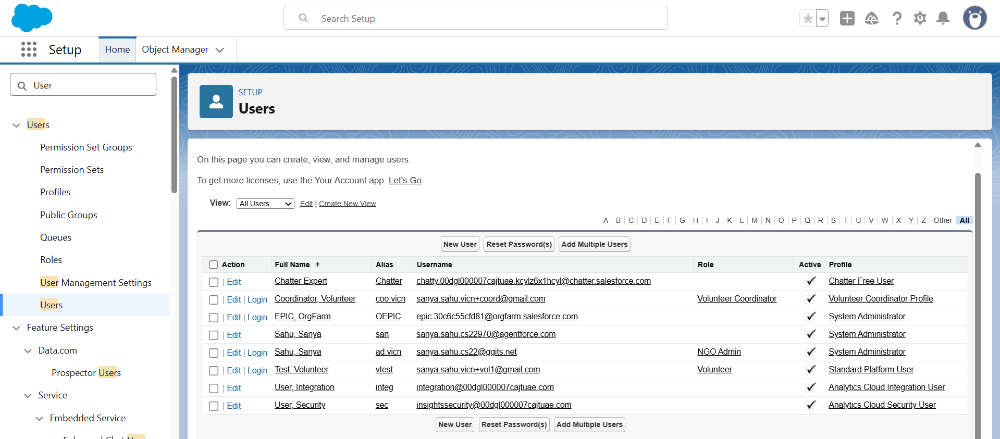 Search Setup
Setup
Home
Object Manager
User
Users
Permission Set Groups
Permission Sets
Profiles
Public Groups
Queues
Roles
User Management Settings
Users
Feature Settings
Data.com
Prospector Users
Service
Embedded Service
SETUP
Users
On this page you can create, view, and manage users.
To get more licenses, use the Your Account app. Let's Go
View: All Users Edit | Create New View
A | B | C | D | E | F | G | H | I | J | K | L | M | N | O | P | Q | R | S | T | U | V | W | X | Y | Z | Other | All
New User Reset Password(s) Add Multiple Users
Action Full Name ↑ Alias Username Role Active Profile
| Edit Chatter Expert Chatter chatty.00dgl000007cajtuae.kcylz6x1hcyl@chatter.salesforce.com Chatter Free User
| Edit | Login Coordinator, Volunteer coo.vicn sanya.sahu.vicn+coord@gmail.com Volunteer Coordinator Volunteer Coordinator Profile
| Edit | Login EPIC, OrgFarm OEPIC epic.30c6c55cfd81@orgfarm.salesforce.com System Administrator
| Edit Sahu, Sanya san sanya.sahu.cs22970@agentforce.com System Administrator
| Edit | Login Sahu, Sanya ad.vicn sanya.sahu.cs22@ggits.net NGO Admin System Administrator
| Edit | Login Test, Volunteer vtest sanya.sahu.vicn+vol1@gmail.com Volunteer Standard Platform User
| Edit User, Integration integ integration@00dgl000007cajtuae.com Analytics Cloud Integration User
| Edit User, Security sec insightssecurity@00dgl000007cajtuae.com Analytics Cloud Security User
New User Reset Password(s) Add Multiple Users